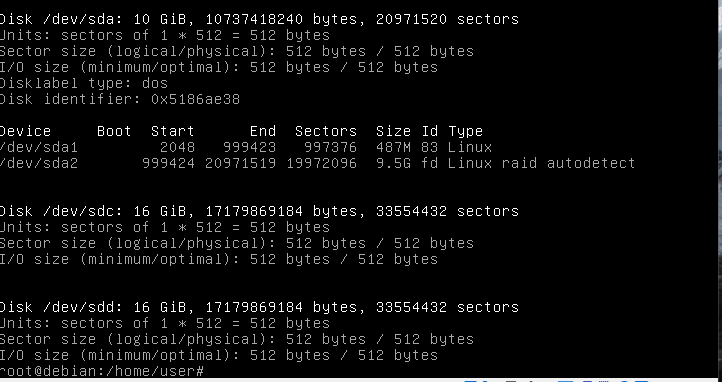 Disk /dev/sda: 10 GiB, 10737418240 bytes, 20971520 sectors
Units: sectors of 1 * 512 = 512 bytes
Sector size (logical/physical): 512 bytes / 512 bytes
I/O size (minimum/optimal): 512 bytes / 512 bytes
Disklabel type: dos
Disk identifier: 0x5186ae38
Device     Boot  Start      End  Sectors  Size Id Type
/dev/sda1         2048   999423   997376  487M 83 Linux
/dev/sda2       999424 20971519 19972096  9.5G fd Linux raid autodetect
Disk /dev/sdc: 16 GiB, 17179869184 bytes, 33554432 sectors
Units: sectors of 1 * 512 = 512 bytes
Sector size (logical/physical): 512 bytes / 512 bytes
I/O size (minimum/optimal): 512 bytes / 512 bytes
Disk /dev/sdd: 16 GiB, 17179869184 bytes, 33554432 sectors
Units: sectors of 1 * 512 = 512 bytes
Sector size (logical/physical): 512 bytes / 512 bytes
I/O size (minimum/optimal): 512 bytes / 512 bytes
root@debian:/home/user#